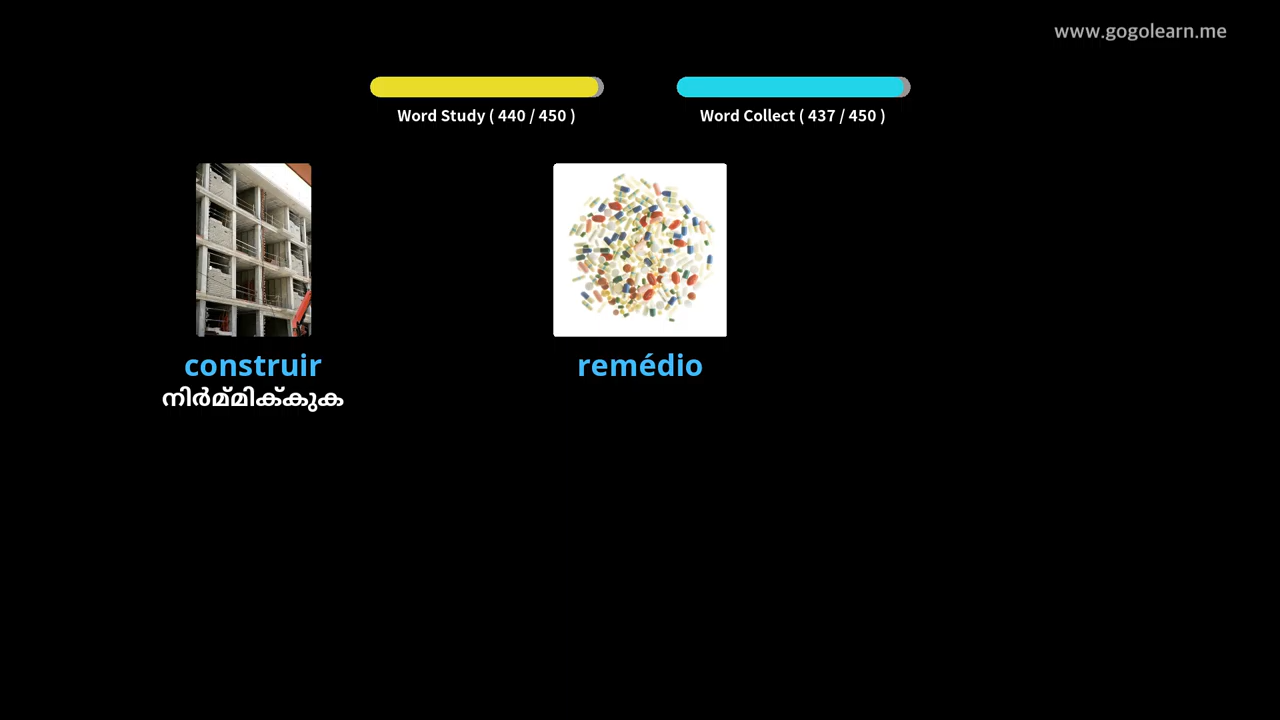 www.gogolearn.me
Word Study ( 440 / 450 )
Word Collect ( 437 / 450 )
construir
നിർമ്മിക്കുക
remédio